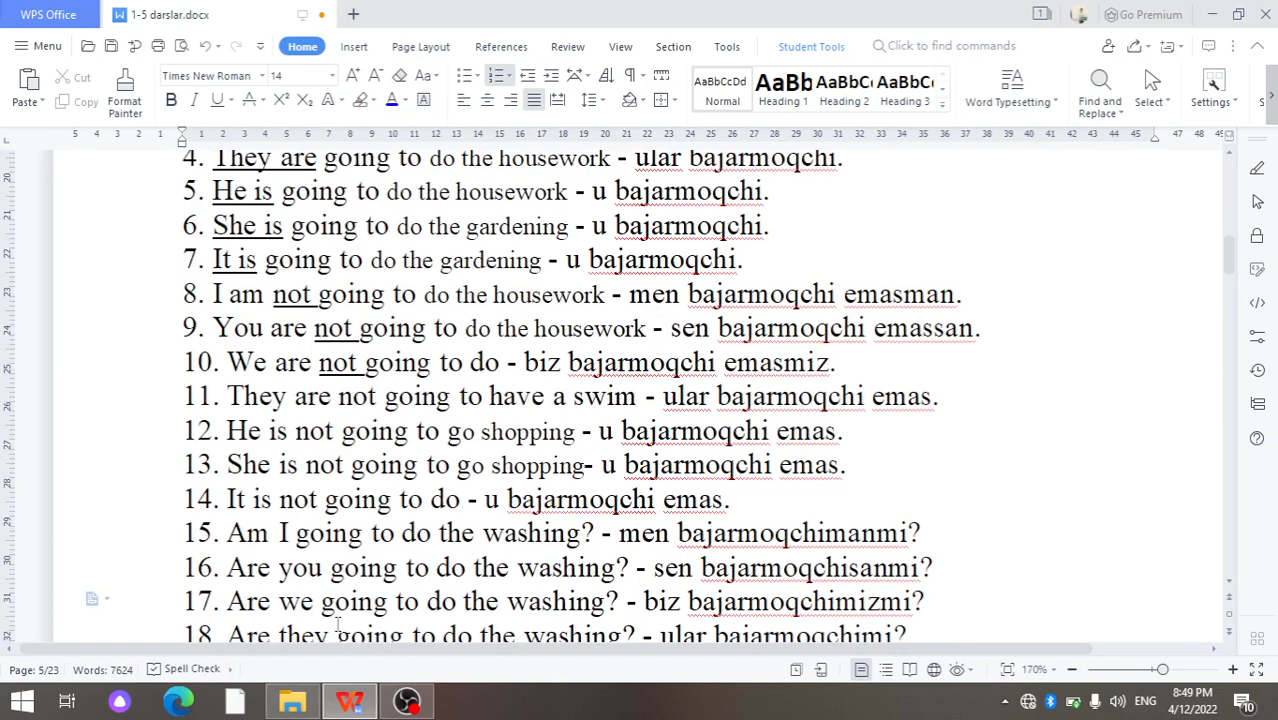 WPS Office
1-5 darslar.docx
Go Premium
Menu
Home
Insert
Page Layout
References
Review
View
Section
Tools
Student Tools
Click to find commands
Paste
Cut
Copy
Format Painter
Times New Roman
14
AaBbCcDd
Normal
AaBb
Heading 1
AaBbC
Heading 2
AaBbC
Heading 3
Word Typesetting
Find and Replace
Select
Settings
4. They are going to do the housework - ular bajarmoqchi.
5. He is going to do the housework - u bajarmoqchi.
6. She is going to do the gardening - u bajarmoqchi.
7. It is going to do the gardening - u bajarmoqchi.
8. I am not going to do the housework - men bajarmoqchi emasman.
9. You are not going to do the housework - sen bajarmoqchi emassan.
10. We are not going to do - biz bajarmoqchi emasmiz.
11. They are not going to have a swim - ular bajarmoqchi emas.
12. He is not going to go shopping - u bajarmoqchi emas.
13. She is not going to go shopping- u bajarmoqchi emas.
14. It is not going to do - u bajarmoqchi emas.
15. Am I going to do the washing? - men bajarmoqchimanmi?
16. Are you going to do the washing? - sen bajarmoqchisanmi?
17. Are we going to do the washing? - biz bajarmoqchimizmi?
18. Are they going to do the washing? - ular bajarmoqchimi?
Page: 5/23
Words: 7624
Spell Check
170%
ENG
8:49 PM
4/12/2022
10